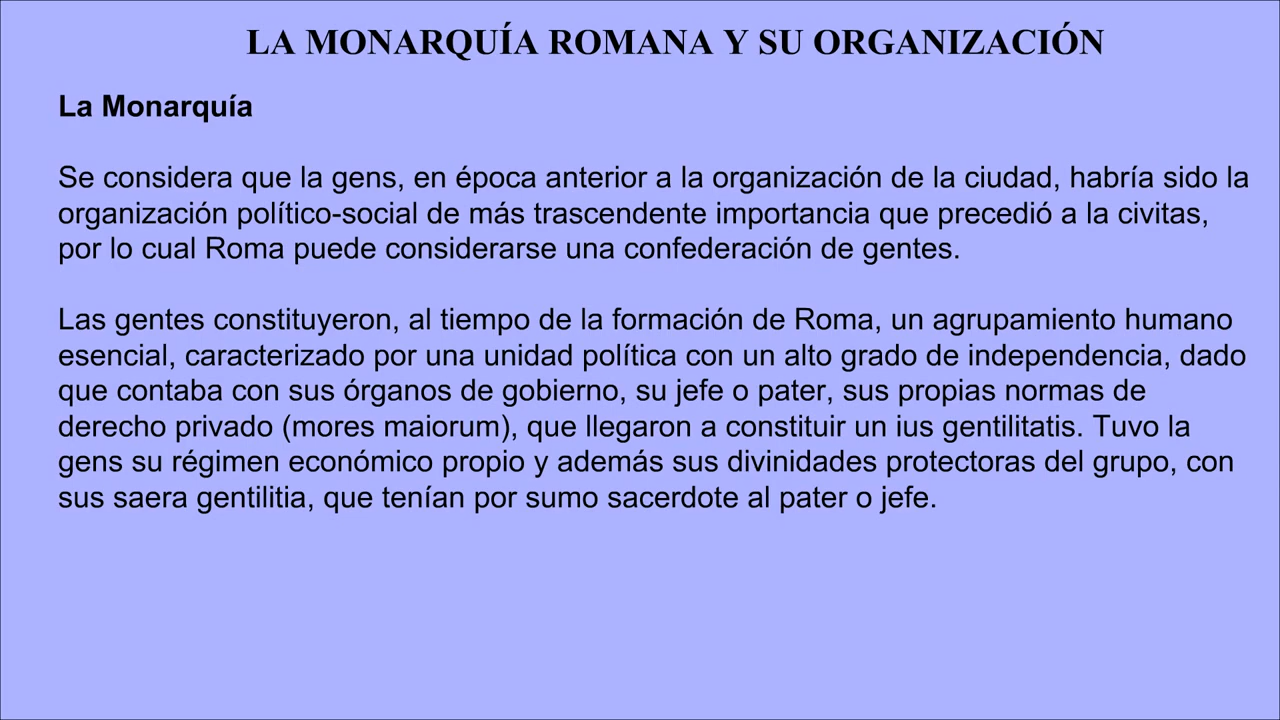 LA MONARQUÍA ROMANA Y SU ORGANIZACIÓN
La Monarquía
Se considera que la gens, en época anterior a la organización de la ciudad, habría sido la
organización político-social de más trascendente importancia que precedió a la civitas,
por lo cual Roma puede considerarse una confederación de gentes.
Las gentes constituyeron, al tiempo de la formación de Roma, un agrupamiento humano
esencial, caracterizado por una unidad política con un alto grado de independencia, dado
que contaba con sus órganos de gobierno, su jefe o pater, sus propias normas de
derecho privado (mores maiorum), que llegaron a constituir un ius gentilitatis. Tuvo la
gens su régimen económico propio y además sus divinidades protectoras del grupo, con
sus saera gentilitia, que tenían por sumo sacerdote al pater o jefe.